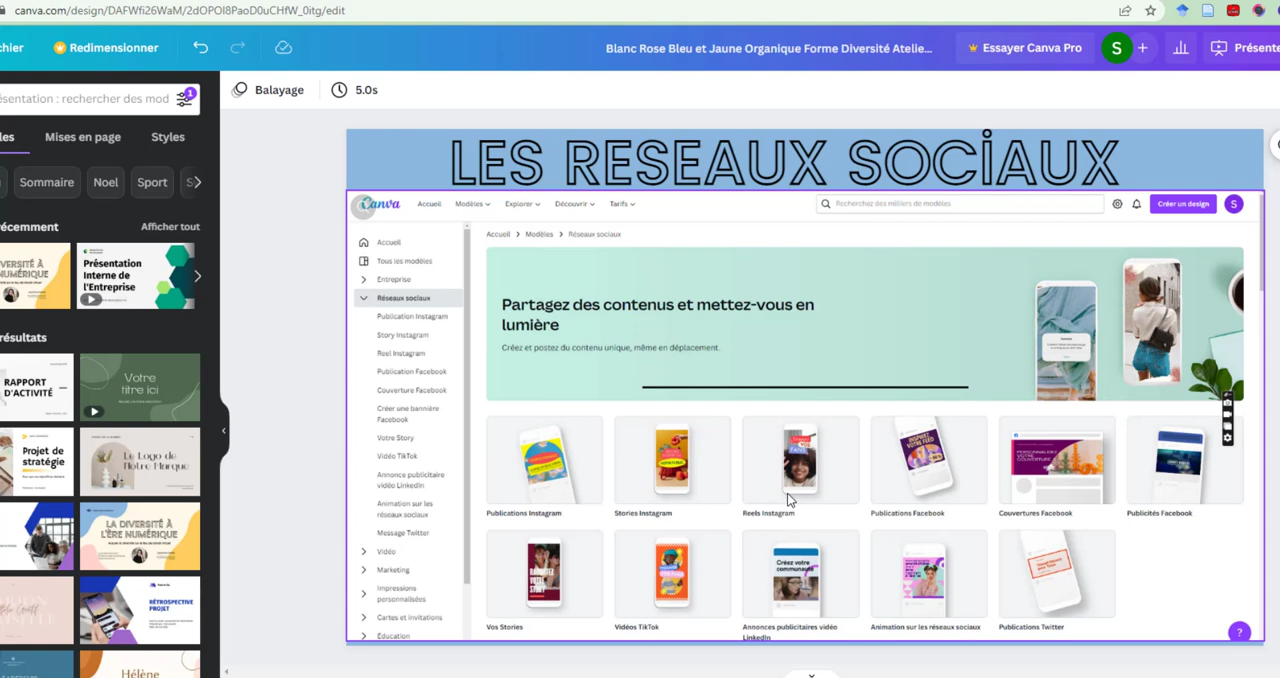 canva.com/design/DAFWfi26WaM/2dOPOl8PaoD0uCHfW_0itg/edit
chier
Redimensionner
Blanc Rose Bleu et Jaune Organique Forme Diversité Atelie...
Essayer Canva Pro
S
Présente
ésentation : rechercher des mod
1
Balayage
5.0s
les
Mises en page
Styles
Sommaire
Noel
Sport
S
écemment
Afficher tout
VERSITÉ À
NUMÉRIQUE
Présentation
Interne de
l'Entreprise
ésultats
RAPPORT
D'ACTIVITÉ
Votre
titre ici
Projet de
stratégie
Le Logo de
Notre Marque
LA DIVERSITÉ À
L'ÈRE NUMÉRIQUE
RÉTROSPECTIVE
PROJET
Hélène
LES RESEAUX SOCİAUX
Canva
Accueil
Modèles
Explorer
Découvrir
Tarifs
Recherchez des milliers de modèles
Créer un design
S
Accueil
Tous les modèles
Entreprise
Réseaux sociaux
Publication Instagram
Story Instagram
Reel Instagram
Publication Facebook
Couverture Facebook
Créer une bannière
Facebook
Votre Story
Vidéo TikTok
Annonce publicitaire
vidéo LinkedIn
Animation sur les
réseaux sociaux
Message Twitter
Vidéo
Marketing
Impressions
personnalisées
Cartes et invitations
Éducation
Accueil > Modèles > Réseaux sociaux
Partagez des contenus et mettez-vous en
lumière
Créez et postez du contenu unique, même en déplacement.
Publications Instagram
Stories Instagram
Reels Instagram
Publications Facebook
Couvertures Facebook
Publicités Facebook
Créez votre
communauté
Vos Stories
Vidéos TikTok
Annonces publicitaires vidéo
LinkedIn
Animation sur les réseaux sociaux
Publications Twitter
?